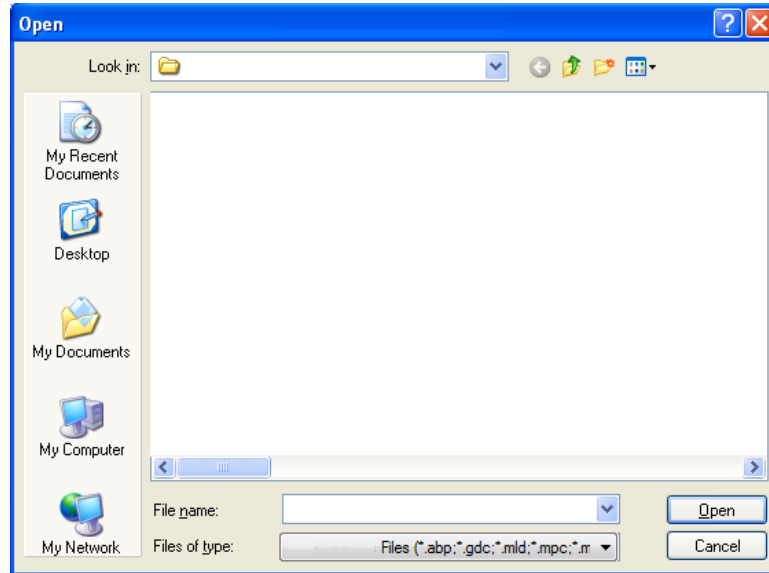 Open
Look in:
My Recent
Documents
Desktop
My Documents
My Computer
My Network
File name:
Open
Files of type:
Files (*.abp;*.gdc;*.mld;*.mpc;*.m
Cancel